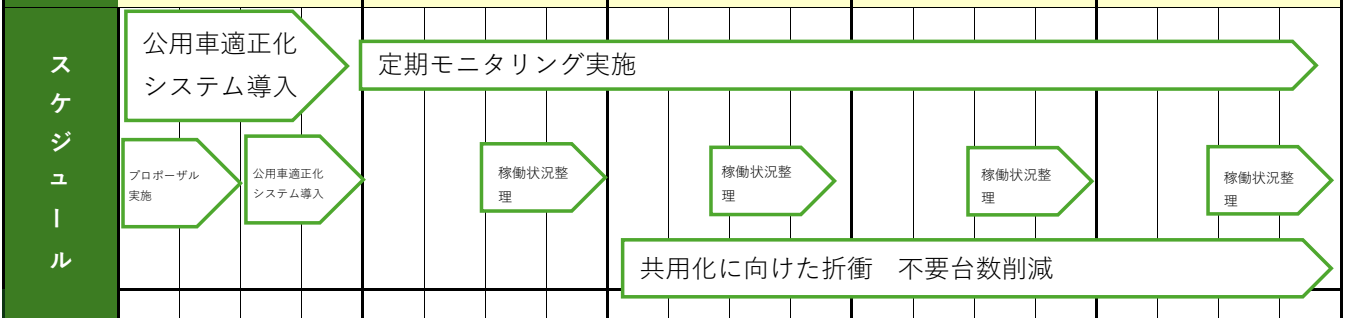 スケジュール
公用車適正化
システム導入
定期モニタリング実施
プロポーザル
実施
公用車適正化
システム導入
稼働状況整
理
稼働状況整
理
稼働状況整
理
稼働状況整
理
共用化に向けた折衝　不要台数削減